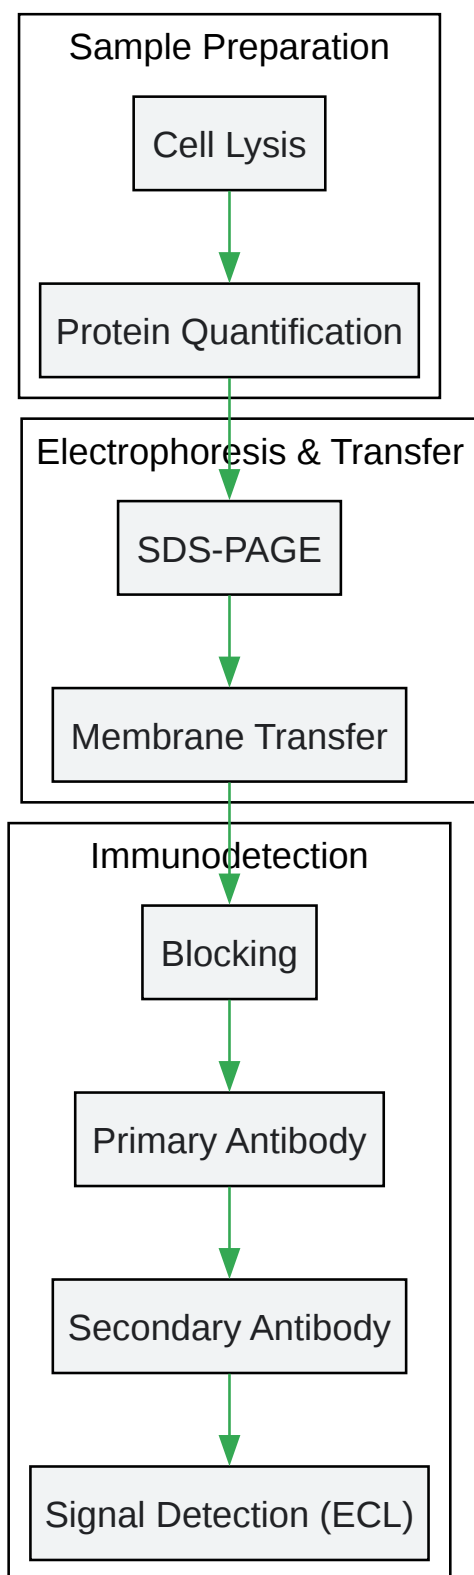 Sample Preparation
Cell Lysis
Protein Quantification
Electrophoresis & Transfer
SDS-PAGE
Membrane Transfer
Immunodetection
Blocking
Primary Antibody
Secondary Antibody
Signal Detection (ECL)